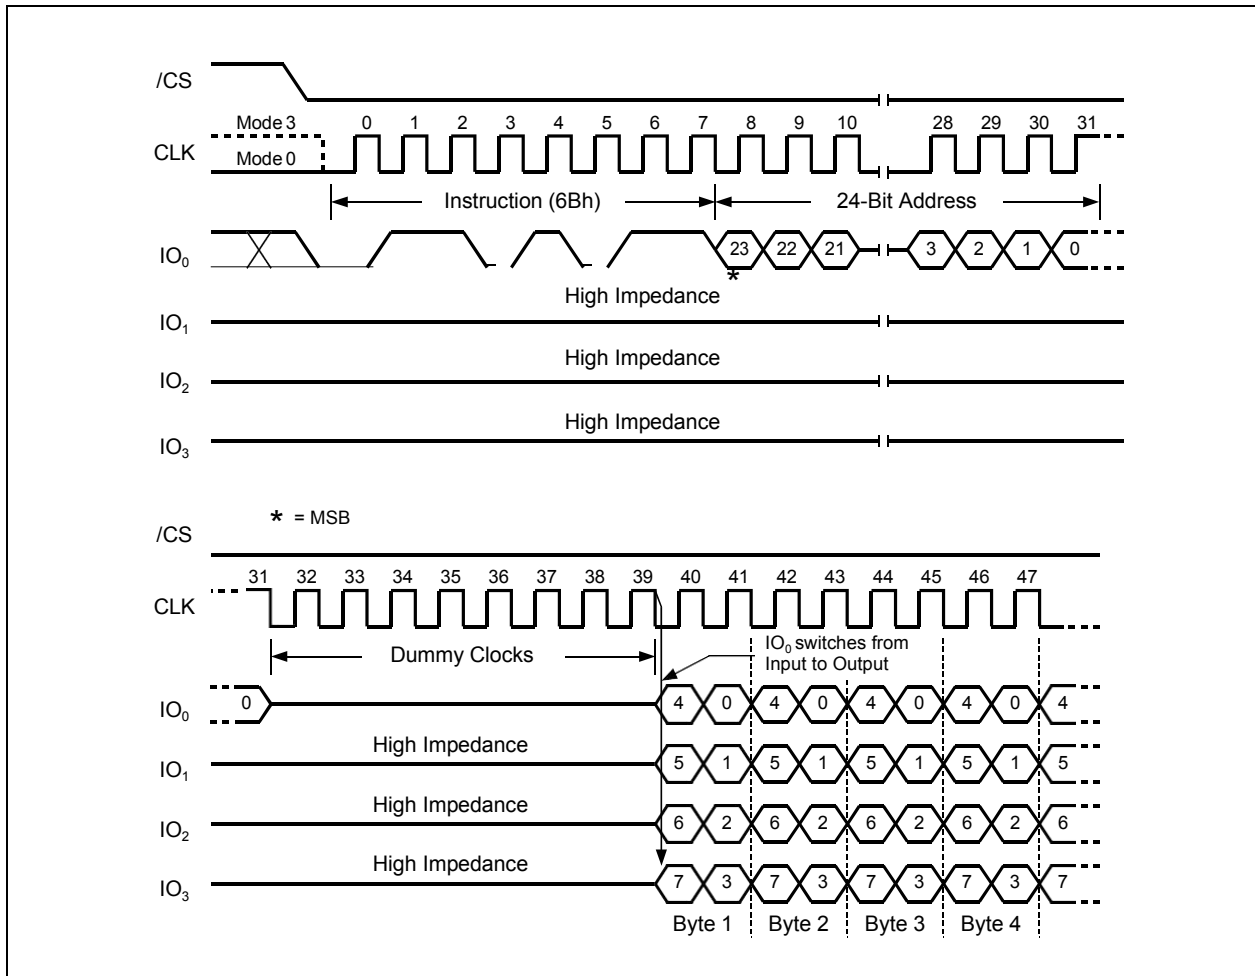 /CS
Mode 3
0 1 2 3 4 5 6 7 8 9 10 28 29 30 31
CLK
Mode 0
Instruction (6Bh) 24-Bit Address
IO0 23 22 21 3 2 1 0
*
High Impedance
IO1
High Impedance
IO2
High Impedance
IO3
* = MSB
/CS
31 32 33 34 35 36 37 38 39 40 41 42 43 44 45 46 47
CLK
Dummy Clocks
IO0 switches from
Input to Output
IO0 0 4 0 4 0 4 0 4 0 4
High Impedance
IO1 5 1 5 1 5 1 5 1 5
High Impedance
IO2 6 2 6 2 6 2 6 2 6
High Impedance
IO3 7 3 7 3 7 3 7 3 7
Byte 1 Byte 2 Byte 3 Byte 4